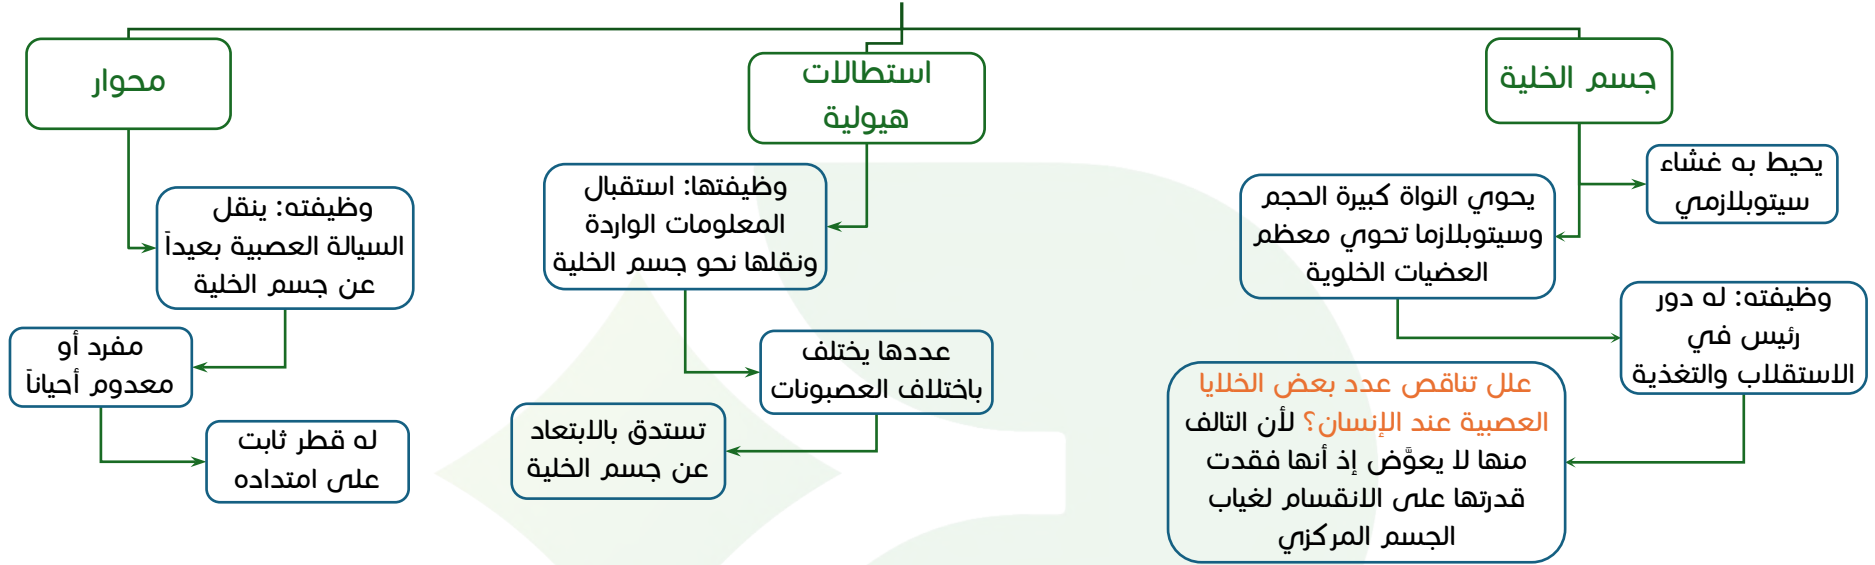 جسم الخلية
يحيط به غشاء
سيتوبلازمي
يحوي النواة كبيرة الحجم
وسيتوبلازما تحوي معظم
العضيات الخلوية
وظيفته: له دور
رئيس في
الاستقلاب والتغذية
علل تناقص عدد بعض الخلايا
العصبية عند الإنسان؟ لأن التالف
منها لا يعوَّض إذ أنها فقدت
قدرتها على الانقسام لغياب
الجسم المركزي
استطالات
هيولية
وظيفتها: استقبال
المعلومات الواردة
ونقلها نحو جسم الخلية
عددها يختلف
باختلاف العصبونات
تستدق بالابتعاد
عن جسم الخلية
محوار
وظيفته: ينقل
السيالة العصبية بعيداً
عن جسم الخلية
مفرد أو
معدوم أحياناً
له قطر ثابت
على امتداده